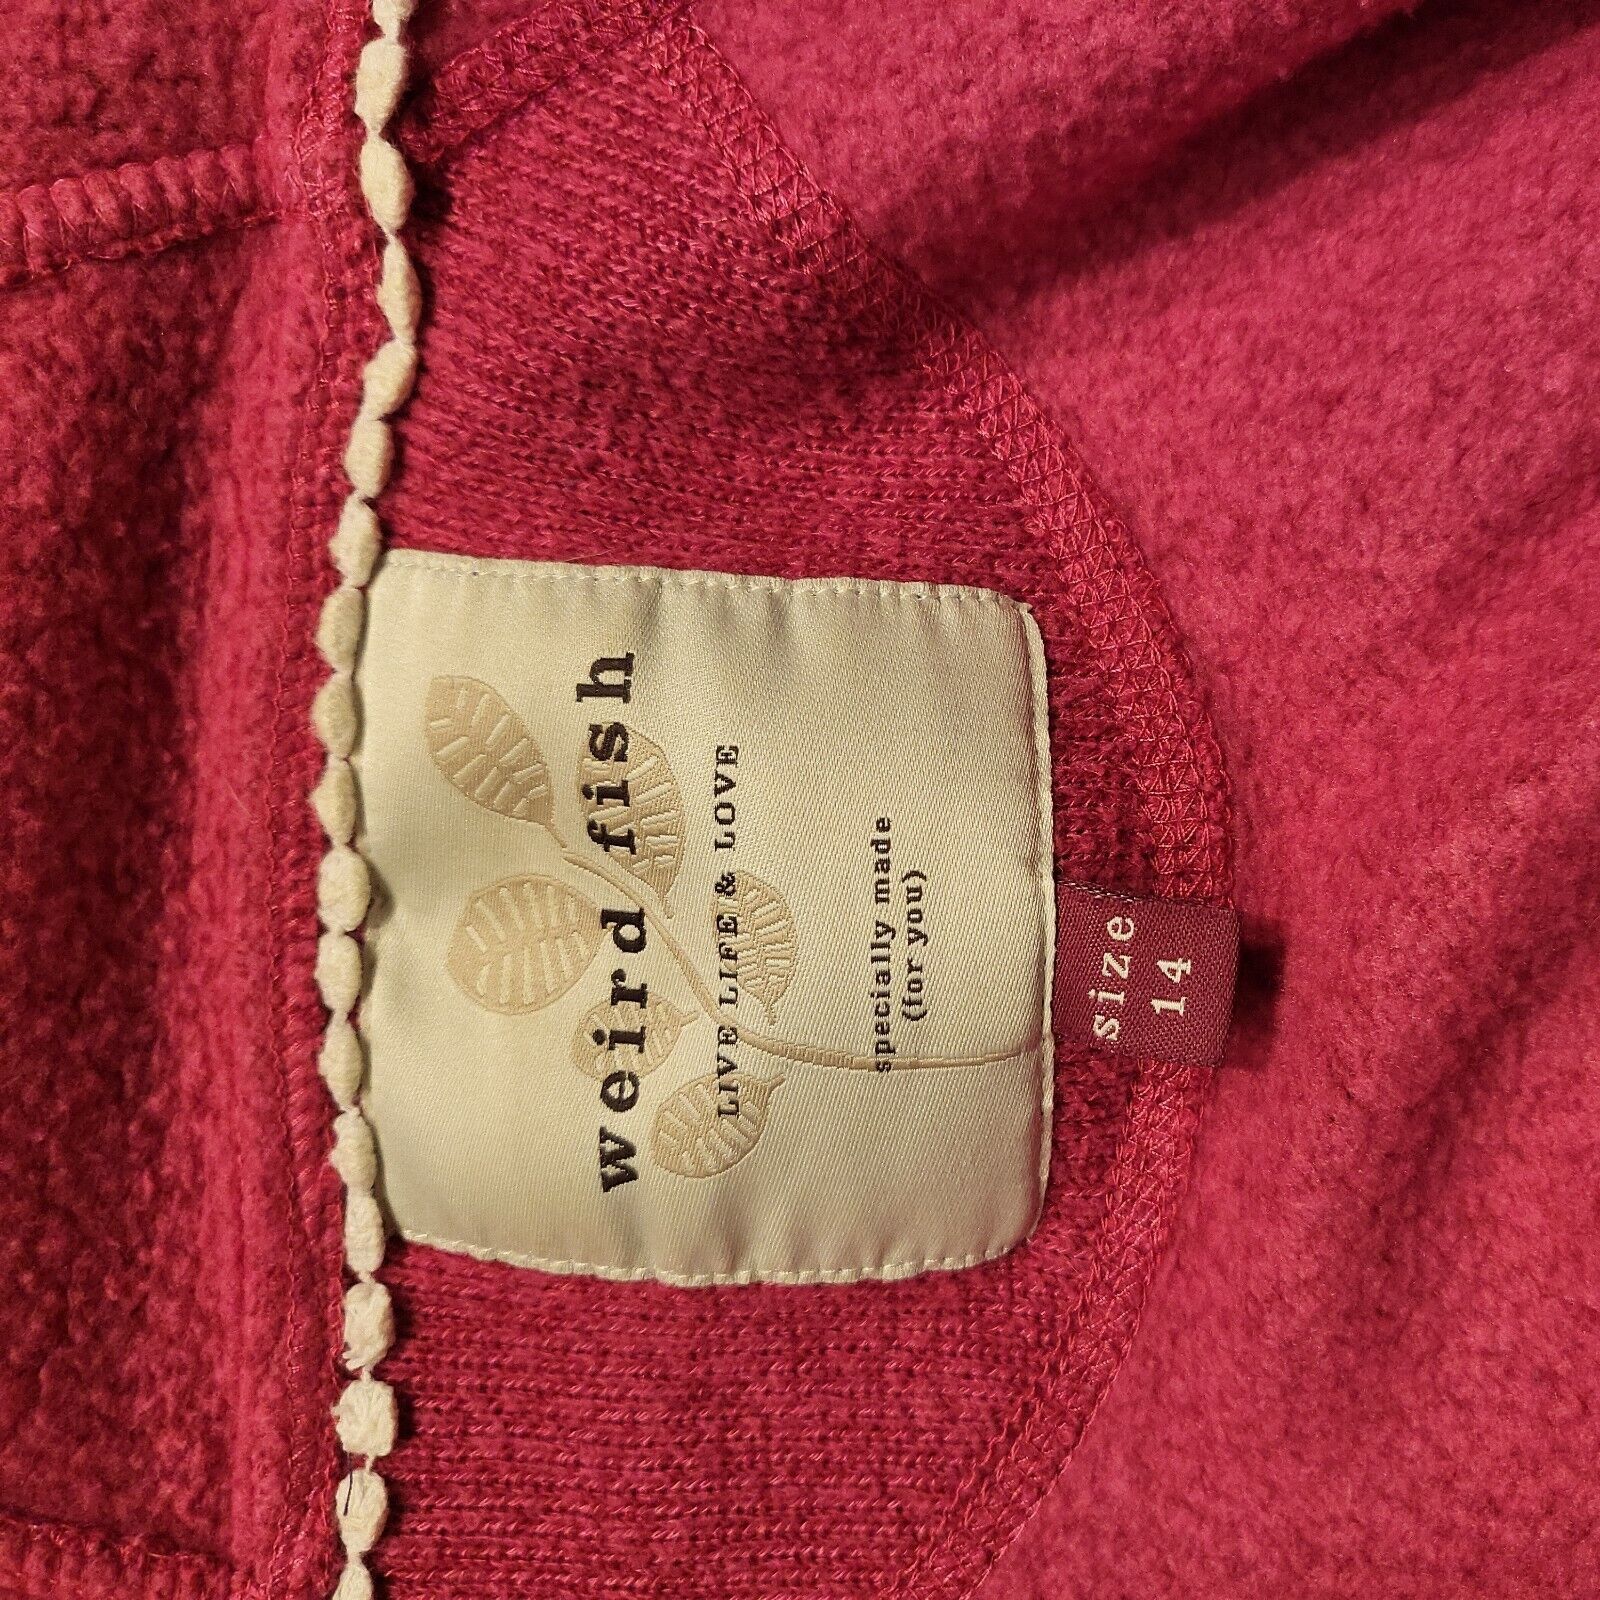 weird fish
LIVE LIFE & LOVE
specially made
(for you)
size
14